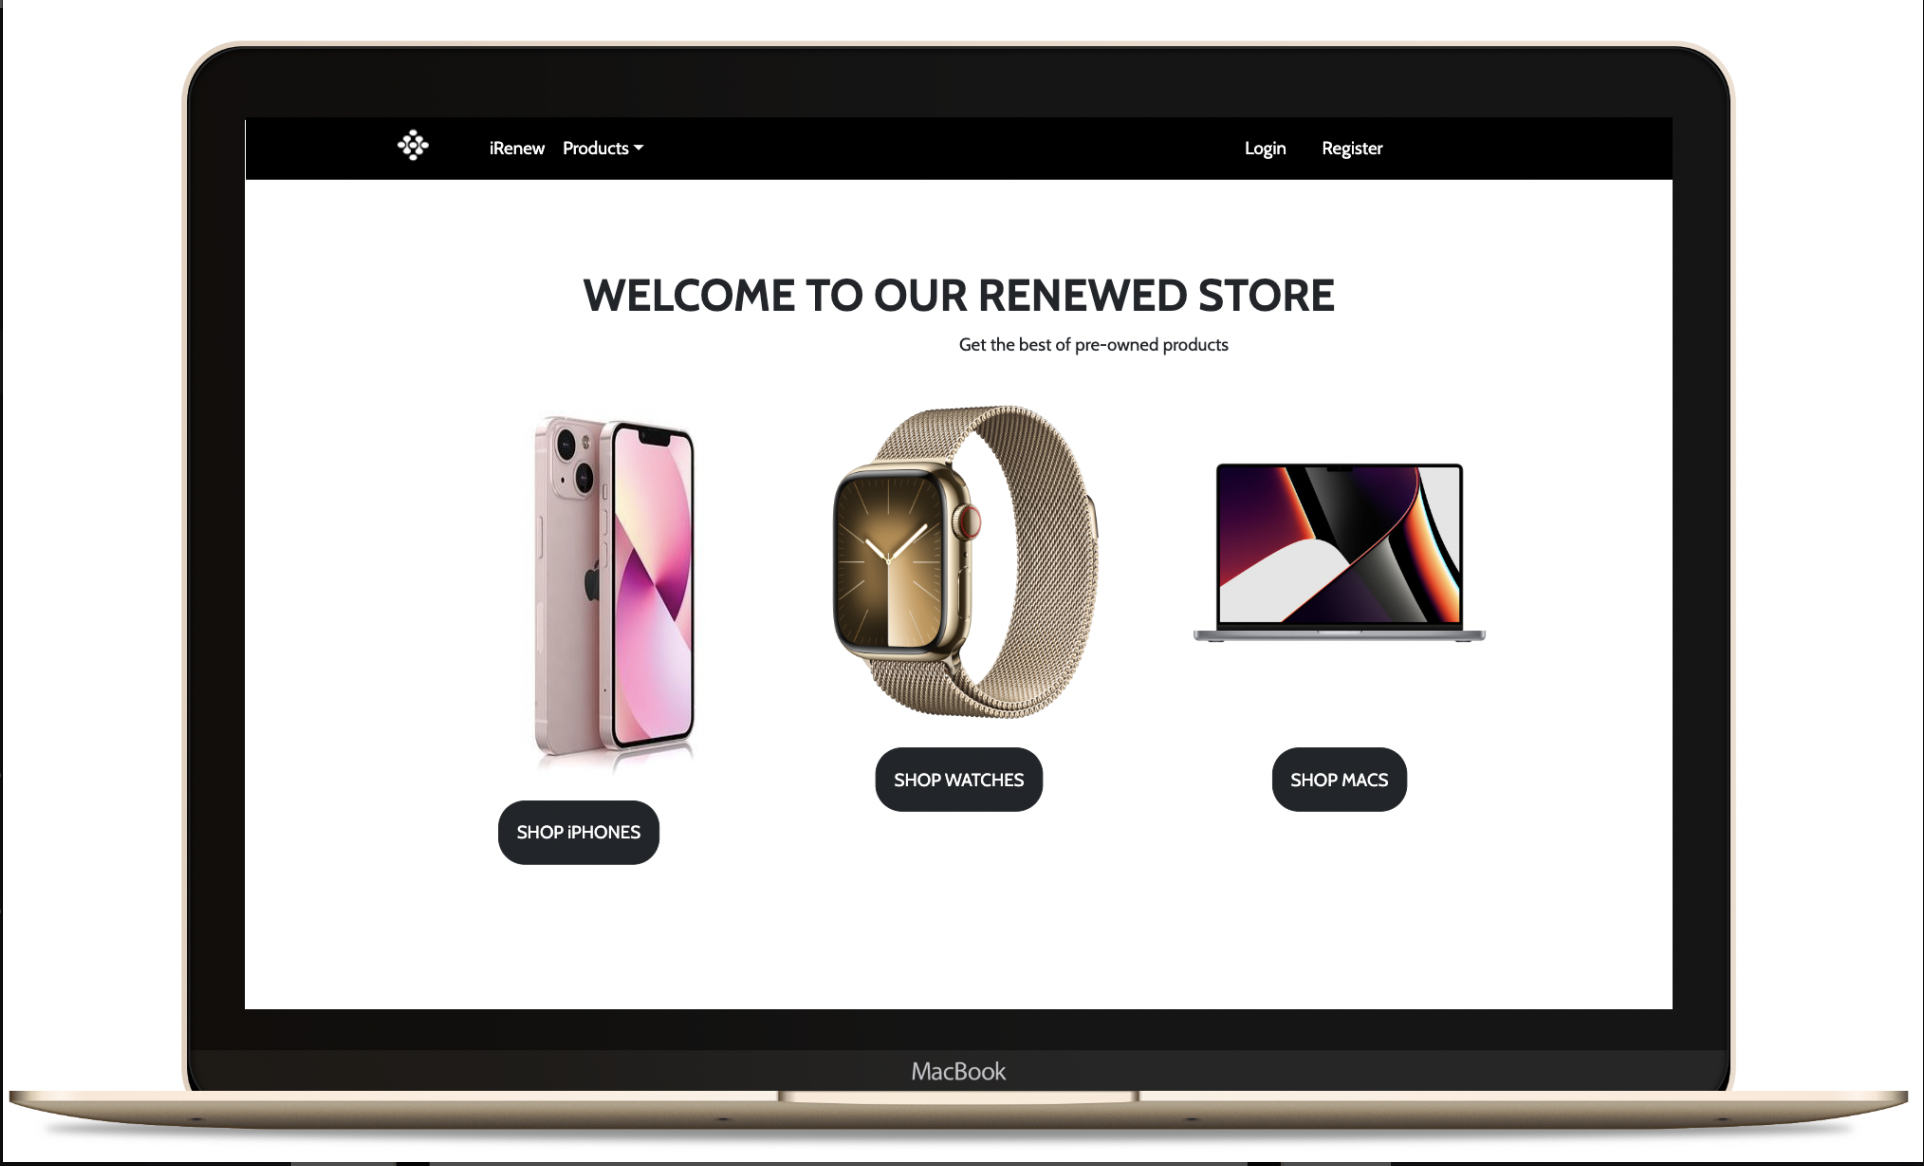 iRenew Products Login Register
WELCOME TO OUR RENEWED STORE
Get the best of pre-owned products
SHOP WATCHES SHOP MACS
SHOP iPHONES
MacBook